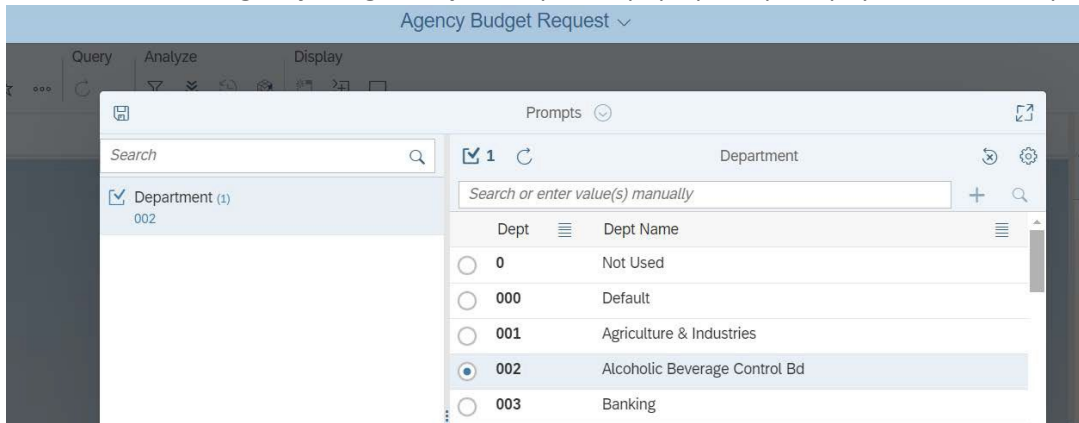 Agency Budget Request
Query Analyze Display
Prompts
Search
1 Department
Department (1)
002
Search or enter value(s) manually
Dept Dept Name
0 Not Used
000 Default
001 Agriculture & Industries
002 Alcoholic Beverage Control Bd
003 Banking